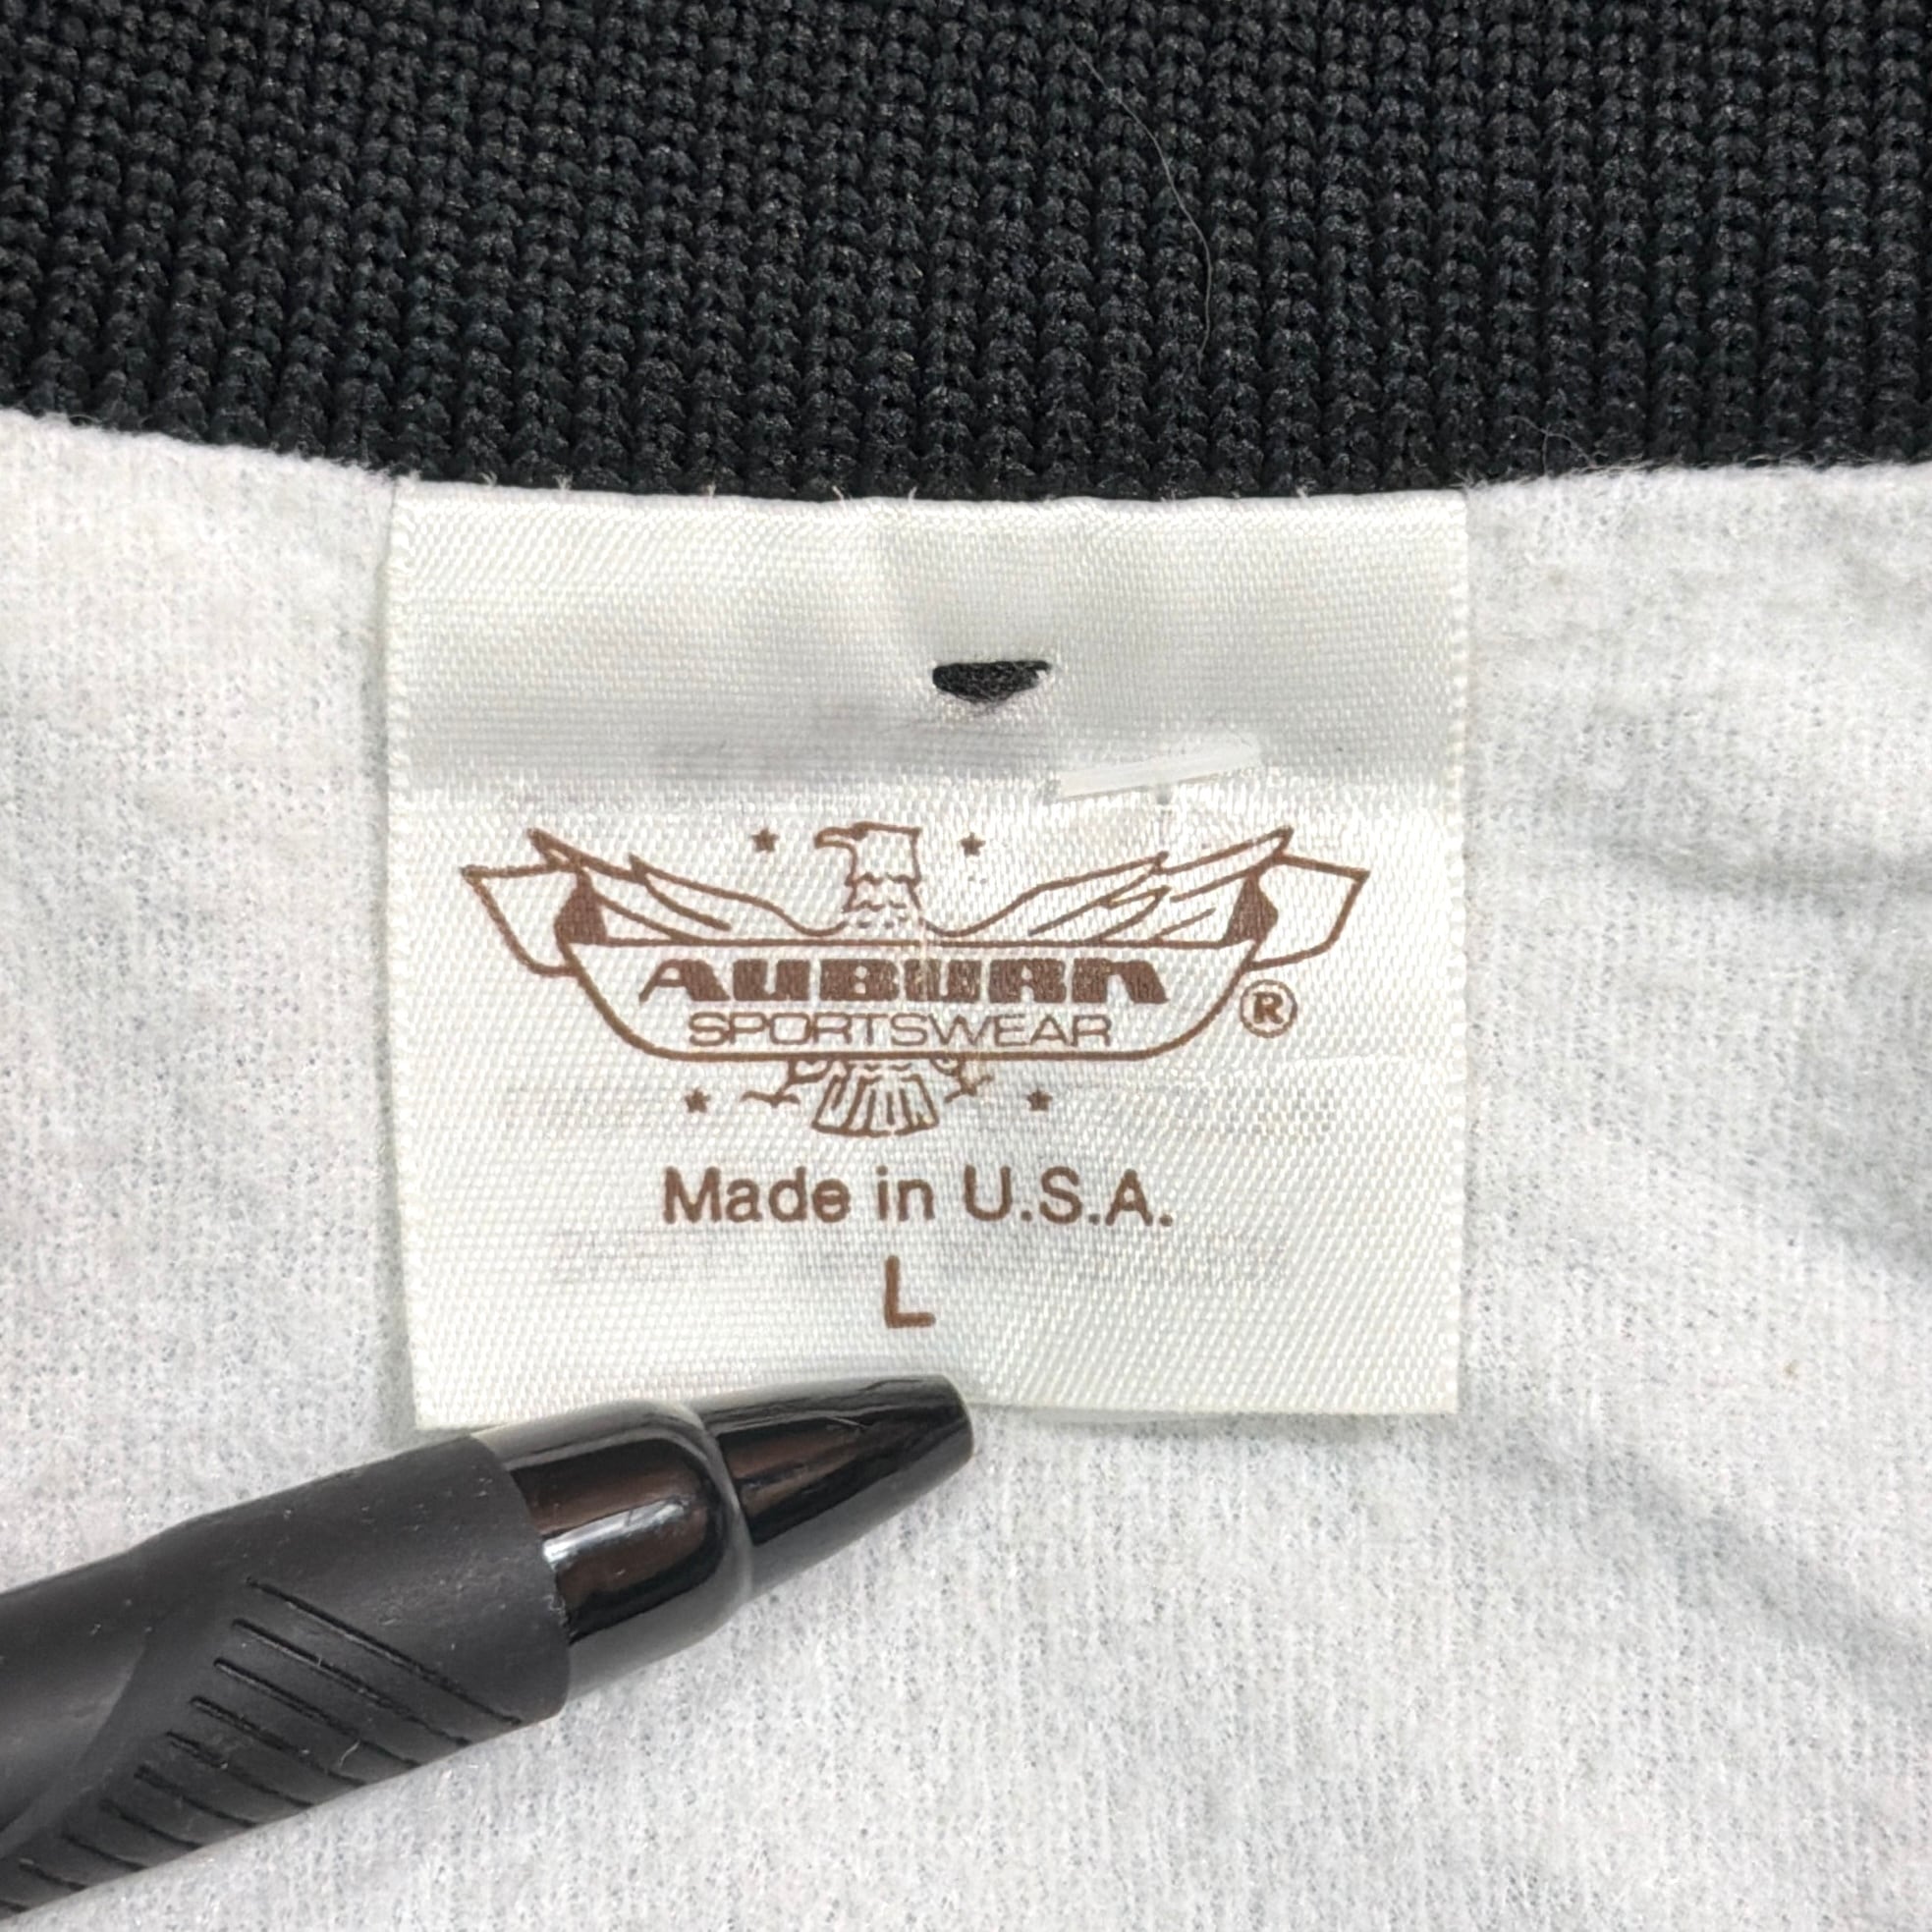 AUBURN
SPORTSWEAR
®
Made in U.S.A.
L